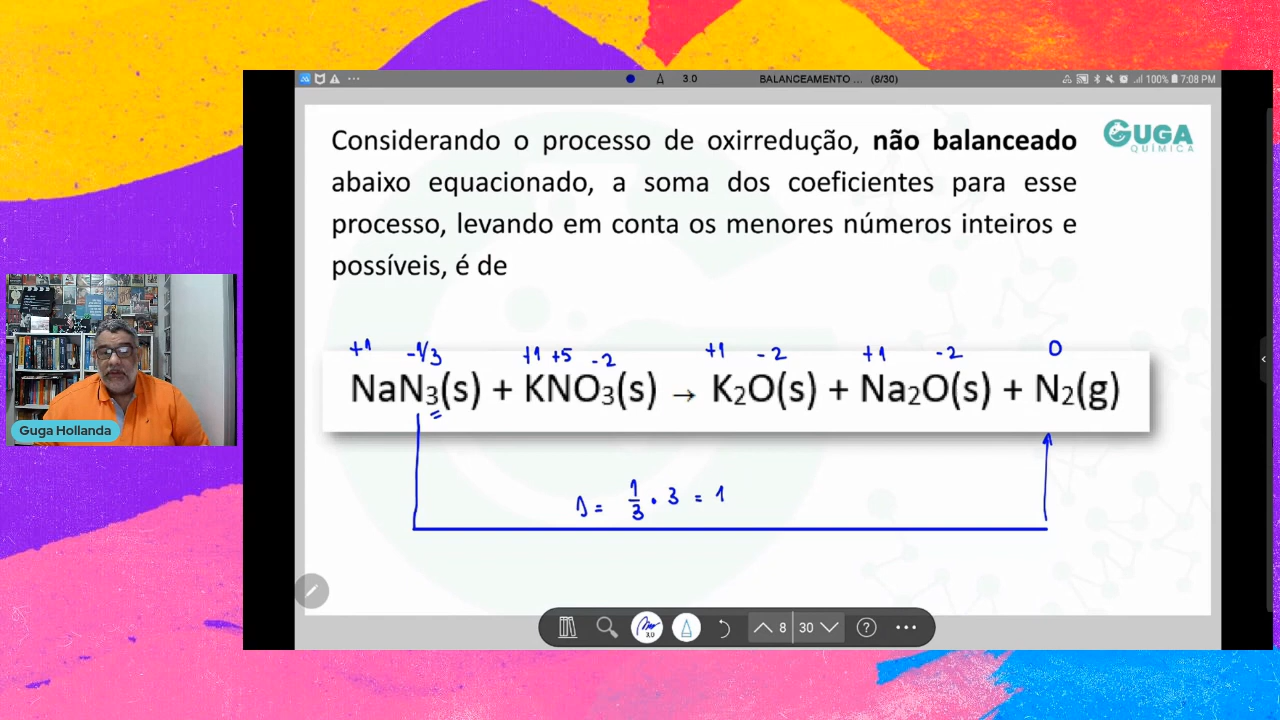 3.0
BALANCEAMENTO ... (8/30)
100% 7:08 PM
Considerando o processo de oxirredução, não balanceado
abaixo equacionado, a soma dos coeficientes para esse
processo, levando em conta os menores números inteiros e
possíveis, é de
GUGA
QUÍMICA
+1 -1/3 +1 +5 -2 +1 -2 +1 -2 0
NaN3(s) + KNO3(s) → K2O(s) + Na2O(s) + N2(g)
Δ = 1/3 . 3 = 1
Guga Hollanda
3.0
8 30
?